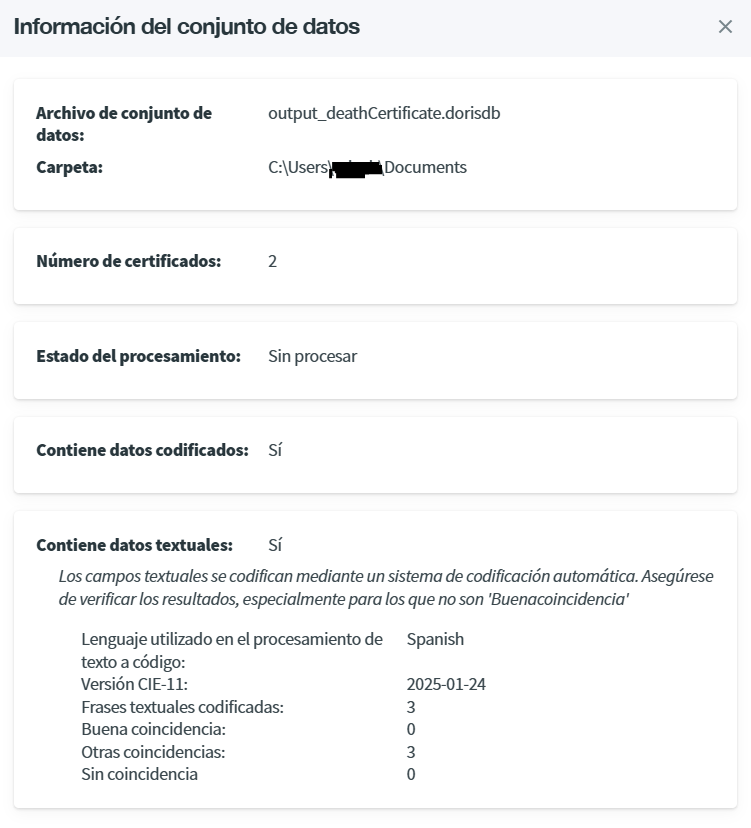 Información del conjunto de datos
Archivo de conjunto de datos: output_deathCertificate.dorisdb
Carpeta: C:\Users\ \Documents
Número de certificados: 2
Estado del procesamiento: Sin procesar
Contiene datos codificados: Sí
Contiene datos textuales: Sí
Los campos textuales se codifican mediante un sistema de codificación automática. Asegúrese
de verificar los resultados, especialmente para los que no son 'Buenacoincidencia'
Lenguaje utilizado en el procesamiento de texto a código: Spanish
Versión CIE-11: 2025-01-24
Frases textuales codificadas: 3
Buena coincidencia: 0
Otras coincidencias: 3
Sin coincidencia 0